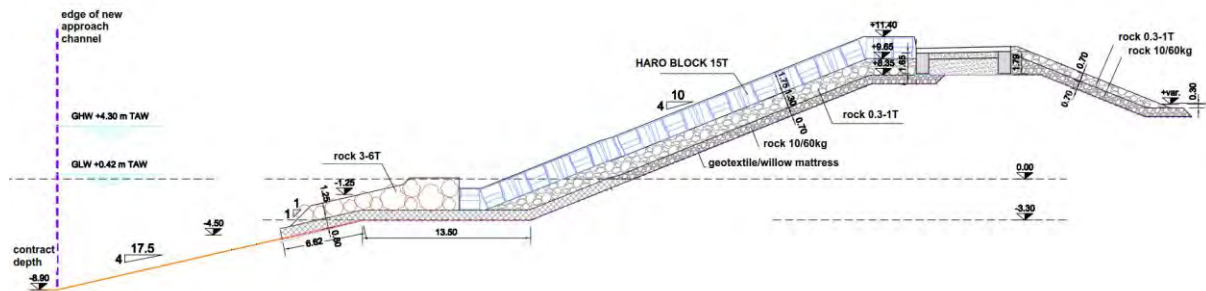 edge of new
approach
channel
+11.40
+9.65
+8.35
1.65
1.79
rock 0.3-1T
rock 10/60kg
0.70
0.70
+var.
0.30
HARO BLOCK 15T
10
4
1.75
1.30
0.70
rock 0.3-1T
rock 10/60kg
geotextile/willow mattress
GHW +4.30 m TAW
GLW +0.42 m TAW
rock 3-6T
-1.25
1.25
1
1
0.00
-3.30
-4.50
6.62
0.80
13.50
17.5
4
contract
depth
-8.90